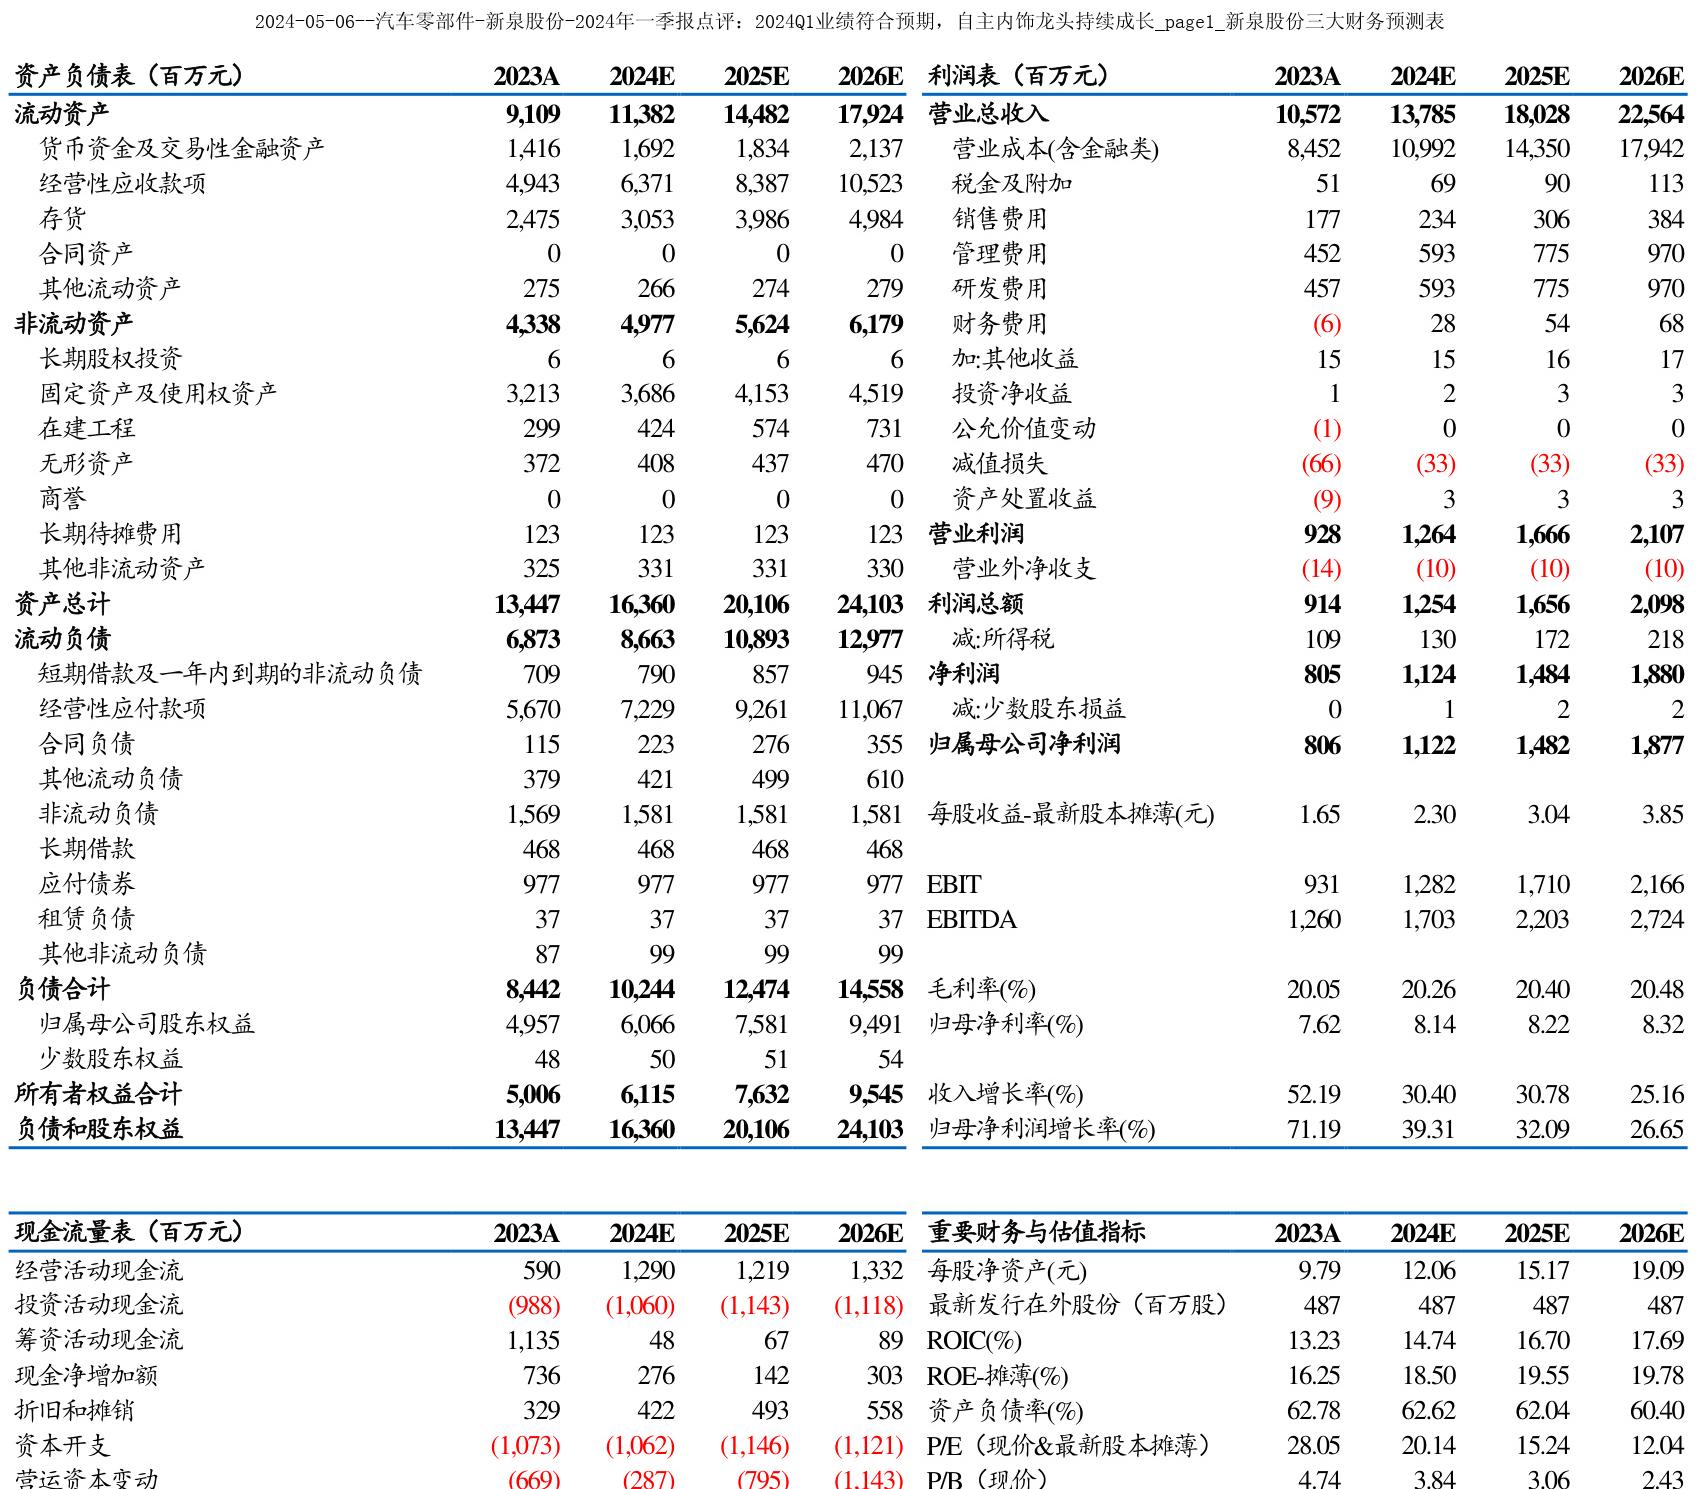 2024-05-06--汽车零部件-新泉股份-2024年一季报点评：2024Q1业绩符合预期，自主内饰龙头持续成长_page1_新泉股份三大财务预测表
资产负债表（百万元） 2023A 2024E 2025E 2026E 利润表（百万元） 2023A 2024E 2025E 2026E
流动资产 9,109 11,382 14,482 17,924 营业总收入 10,572 13,785 18,028 22,564
货币资金及交易性金融资产 1,416 1,692 1,834 2,137 营业成本(含金融类) 8,452 10,992 14,350 17,942
经营性应收款项 4,943 6,371 8,387 10,523 税金及附加 51 69 90 113
存货 2,475 3,053 3,986 4,984 销售费用 177 234 306 384
合同资产 0 0 0 0 管理费用 452 593 775 970
其他流动资产 275 266 274 279 研发费用 457 593 775 970
非流动资产 4,338 4,977 5,624 6,179 财务费用 (6) 28 54 68
长期股权投资 6 6 6 6 加:其他收益 15 15 16 17
固定资产及使用权资产 3,213 3,686 4,153 4,519 投资净收益 1 2 3 3
在建工程 299 424 574 731 公允价值变动 (1) 0 0 0
无形资产 372 408 437 470 减值损失 (66) (33) (33) (33)
商誉 0 0 0 0 资产处置收益 (9) 3 3 3
长期待摊费用 123 123 123 123 营业利润 928 1,264 1,666 2,107
其他非流动资产 325 331 331 330 营业外净收支 (14) (10) (10) (10)
资产总计 13,447 16,360 20,106 24,103 利润总额 914 1,254 1,656 2,098
流动负债 6,873 8,663 10,893 12,977 减:所得税 109 130 172 218
短期借款及一年内到期的非流动负债 709 790 857 945 净利润 805 1,124 1,484 1,880
经营性应付款项 5,670 7,229 9,261 11,067 减:少数股东损益 0 1 2 2
合同负债 115 223 276 355 归属母公司净利润 806 1,122 1,482 1,877
其他流动负债 379 421 499 610
非流动负债 1,569 1,581 1,581 1,581 每股收益-最新股本摊薄(元) 1.65 2.30 3.04 3.85
长期借款 468 468 468 468
应付债券 977 977 977 977 EBIT 931 1,282 1,710 2,166
租赁负债 37 37 37 37 EBITDA 1,260 1,703 2,203 2,724
其他非流动负债 87 99 99 99
负债合计 8,442 10,244 12,474 14,558 毛利率(%) 20.05 20.26 20.40 20.48
归属母公司股东权益 4,957 6,066 7,581 9,491 归母净利率(%) 7.62 8.14 8.22 8.32
少数股东权益 48 50 51 54
所有者权益合计 5,006 6,115 7,632 9,545 收入增长率(%) 52.19 30.40 30.78 25.16
负债和股东权益 13,447 16,360 20,106 24,103 归母净利润增长率(%) 71.19 39.31 32.09 26.65
现金流量表（百万元） 2023A 2024E 2025E 2026E 重要财务与估值指标 2023A 2024E 2025E 2026E
经营活动现金流 590 1,290 1,219 1,332 每股净资产(元) 9.79 12.06 15.17 19.09
投资活动现金流 (988) (1,060) (1,143) (1,118) 最新发行在外股份（百万股） 487 487 487 487
筹资活动现金流 1,135 48 67 89 ROIC(%) 13.23 14.74 16.70 17.69
现金净增加额 736 276 142 303 ROE-摊薄(%) 16.25 18.50 19.55 19.78
折旧和摊销 329 422 493 558 资产负债率(%) 62.78 62.62 62.04 60.40
资本开支 (1,073) (1,062) (1,146) (1,121) P/E（现价&最新股本摊薄） 28.05 20.14 15.24 12.04
营运资本变动 (669) (287) (795) (1,143) P/B（现价） 4.74 3.84 3.06 2.43